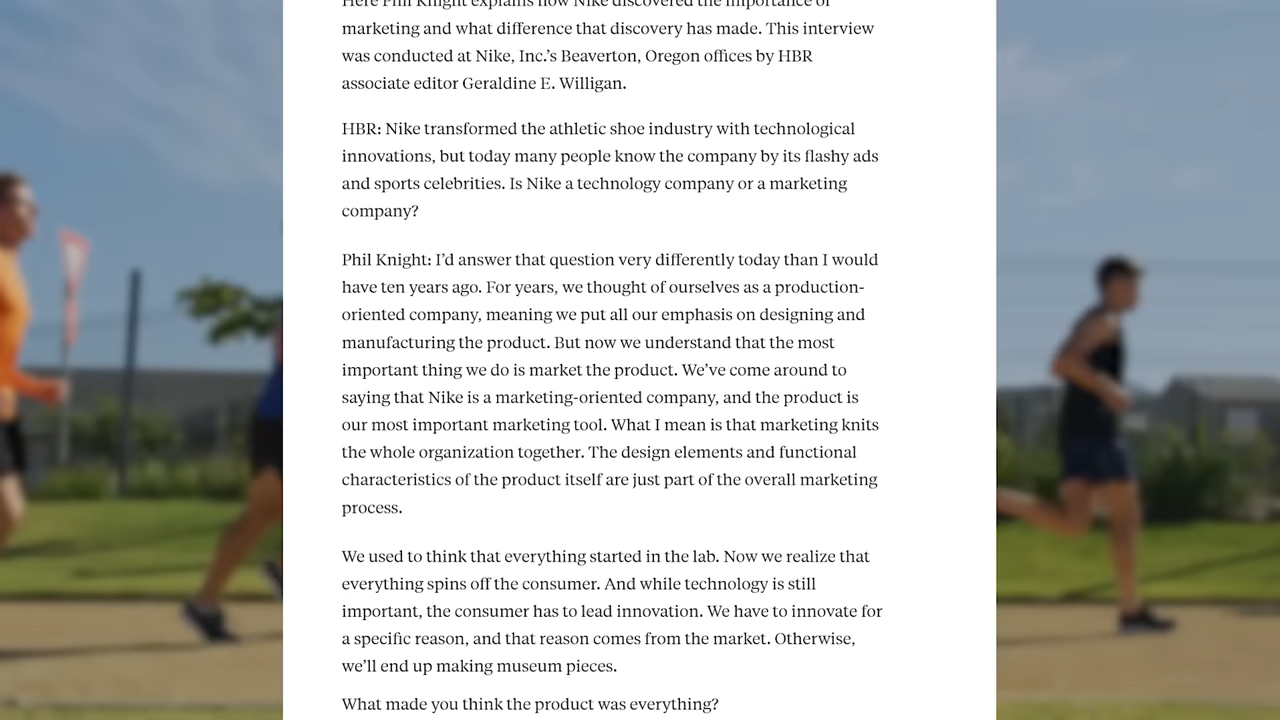 Here Phil Knight explains how Nike discovered the importance of
marketing and what difference that discovery has made. This interview
was conducted at Nike, Inc.’s Beaverton, Oregon offices by HBR
associate editor Geraldine E. Willigan.
HBR: Nike transformed the athletic shoe industry with technological
innovations, but today many people know the company by its flashy ads
and sports celebrities. Is Nike a technology company or a marketing
company?
Phil Knight: I’d answer that question very differently today than I would
have ten years ago. For years, we thought of ourselves as a production-
oriented company, meaning we put all our emphasis on designing and
manufacturing the product. But now we understand that the most
important thing we do is market the product. We’ve come around to
saying that Nike is a marketing-oriented company, and the product is
our most important marketing tool. What I mean is that marketing knits
the whole organization together. The design elements and functional
characteristics of the product itself are just part of the overall marketing
process.
We used to think that everything started in the lab. Now we realize that
everything spins off the consumer. And while technology is still
important, the consumer has to lead innovation. We have to innovate for
a specific reason, and that reason comes from the market. Otherwise,
we’ll end up making museum pieces.
What made you think the product was everything?